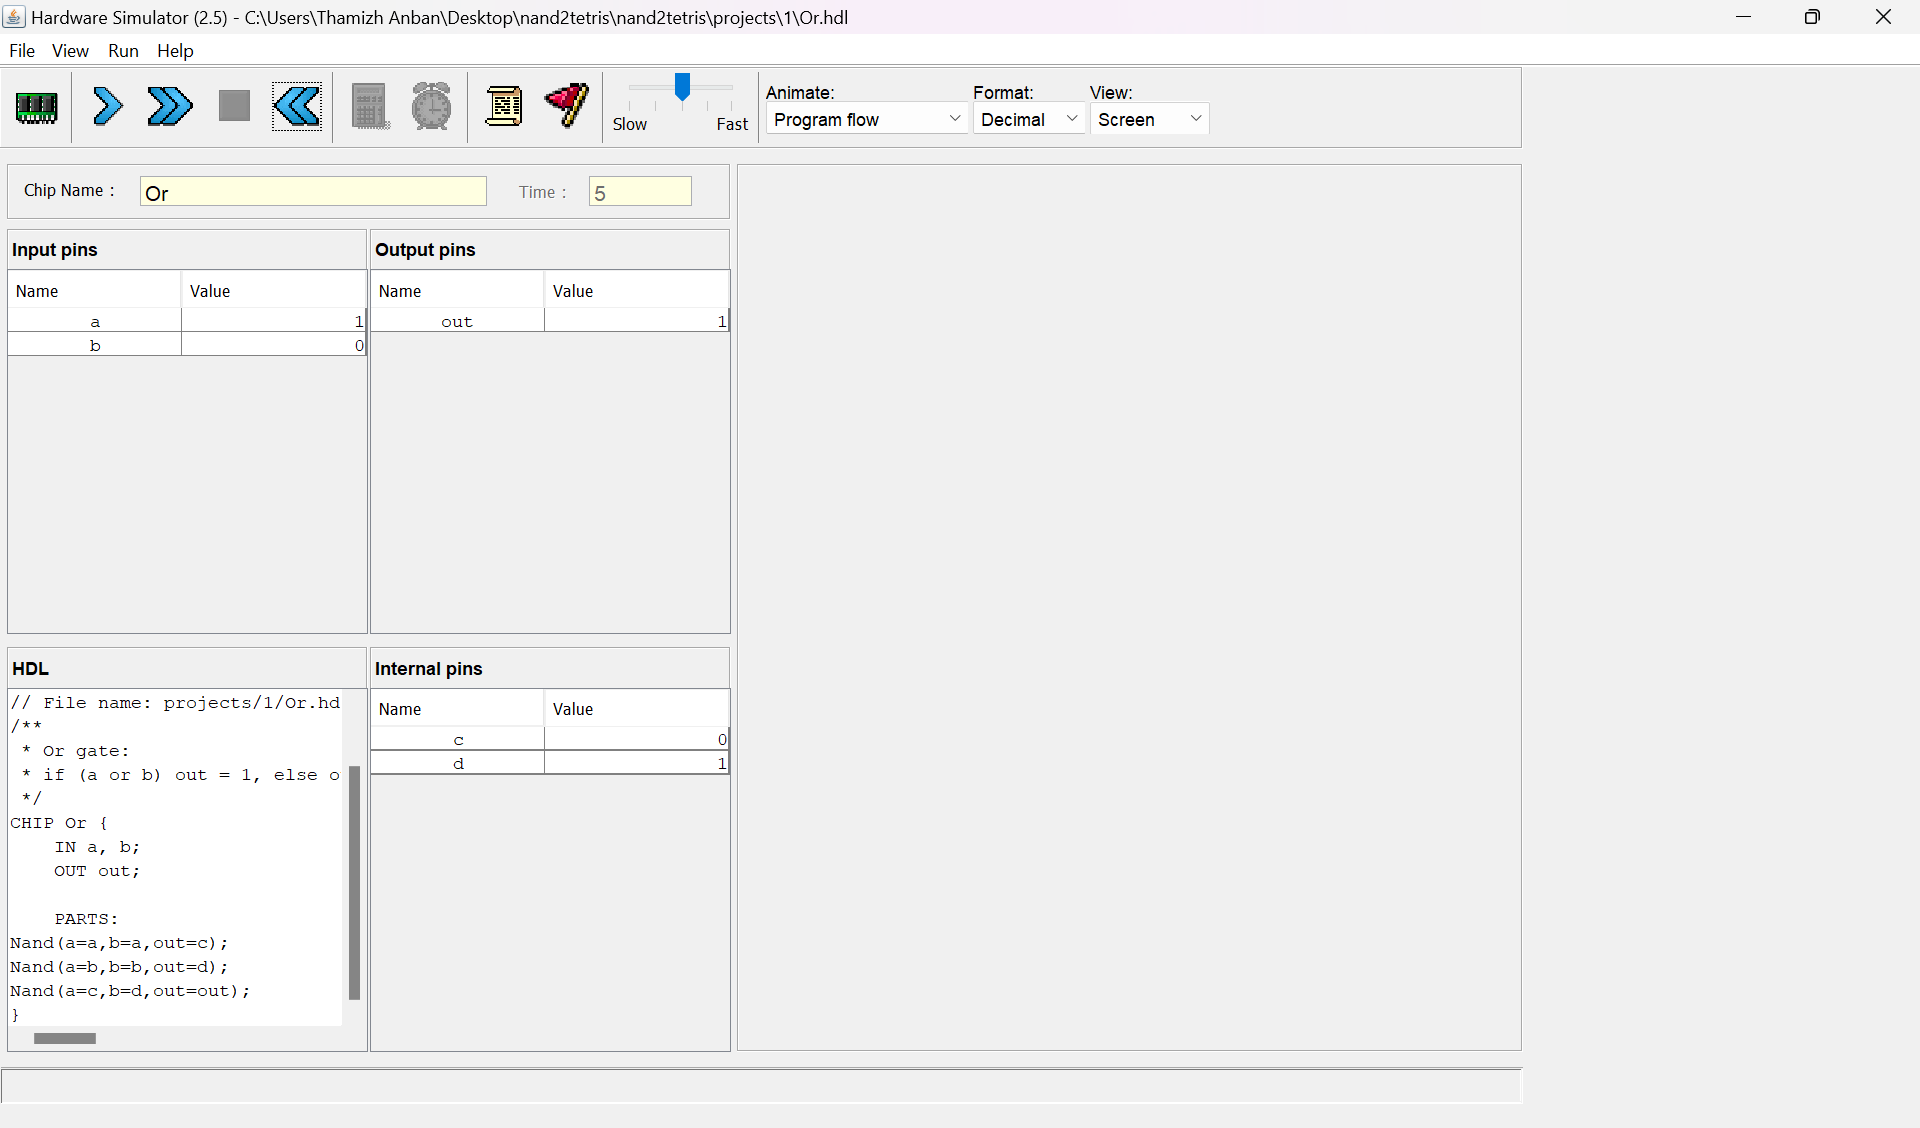 Hardware Simulator (2.5) - C:\Users\Thamizh Anban\Desktop\nand2tetris\nand2tetris\projects\1\Or.hdl
File View Run Help
Slow Fast
Animate: Format: View:
Program flow Decimal Screen
Chip Name : Or Time : 5
Input pins
Name Value
a 1
b 0
Output pins
Name Value
out 1
HDL
// File name: projects/1/Or.hd
/**
 * Or gate:
 * if (a or b) out = 1, else o
 */
CHIP Or {
    IN a, b;
    OUT out;

    PARTS:
Nand(a=a,b=a,out=c);
Nand(a=b,b=b,out=d);
Nand(a=c,b=d,out=out);
}
Internal pins
Name Value
c 0
d 1